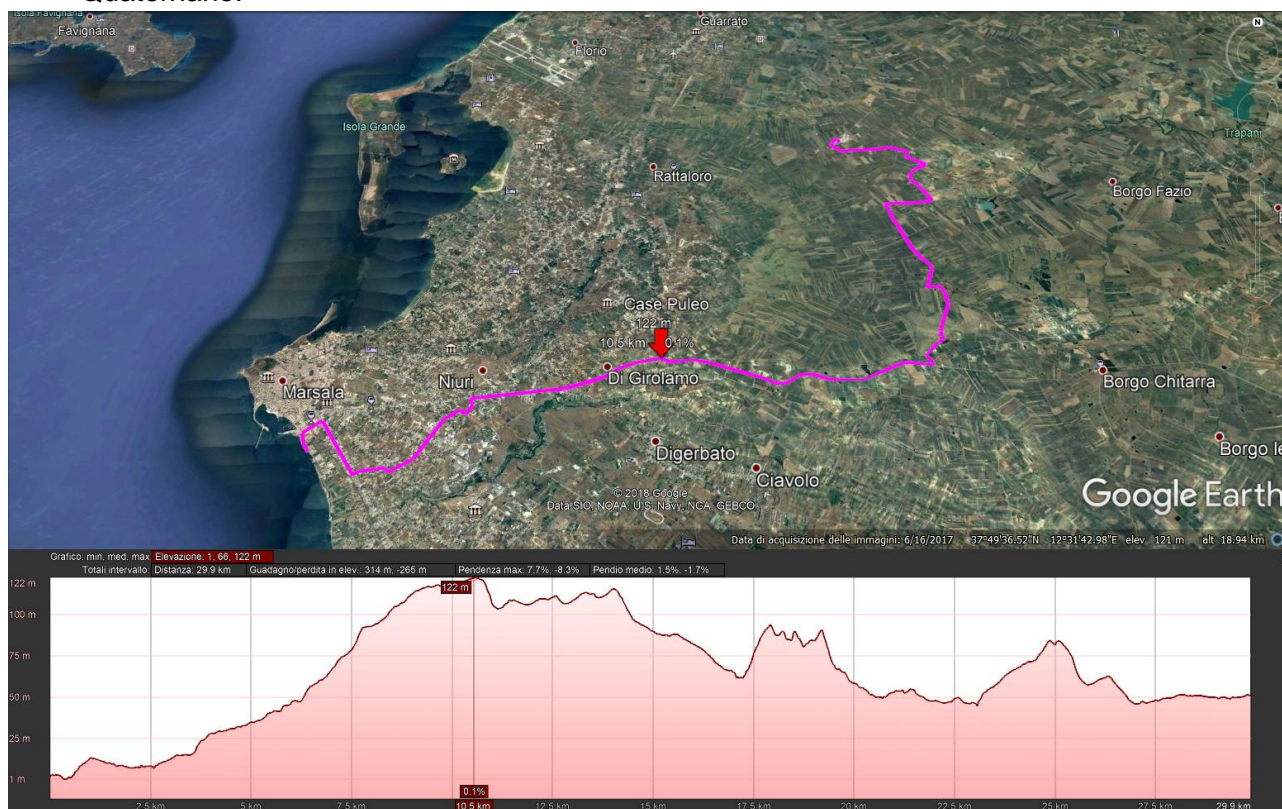 Quaternario.
Isola Favignana
Favignana
Guarrato
Florio
Isola Grande
Trapani
Rattaloro
Borgo Fazio
Case Puleo
122 m
10.5 km 0.1%
Marsala
Niuri
Di Girolamo
Borgo Chitarra
Digerbato
Borgo Ie
Ciavolo
© 2018 Google
Data SIO, NOAA, U.S. Navy, NGA, GEBCO
Google Earth
Data di acquisizione delle immagini: 6/16/2017 37°49'36.52"N 12°31'42.98"E elev 121 m alt 18.94 km
Grafico: min. med. max Elevazione: 1, 66, 122 m
Totali intervallo: Distanza: 29.9 km Guadagno/perdita in elev.: 314 m, -265 m Pendenza max: 7.7%, -8.3% Pendio medio: 1.5%, -1.7%
122 m
122 m
100 m
75 m
50 m
25 m
1 m
0.1%
2.5 km 5 km 7.5 km 10.5 km 12.5 km 15 km 17.5 km 20 km 22.5 km 25 km 27.5 km 29.9 km